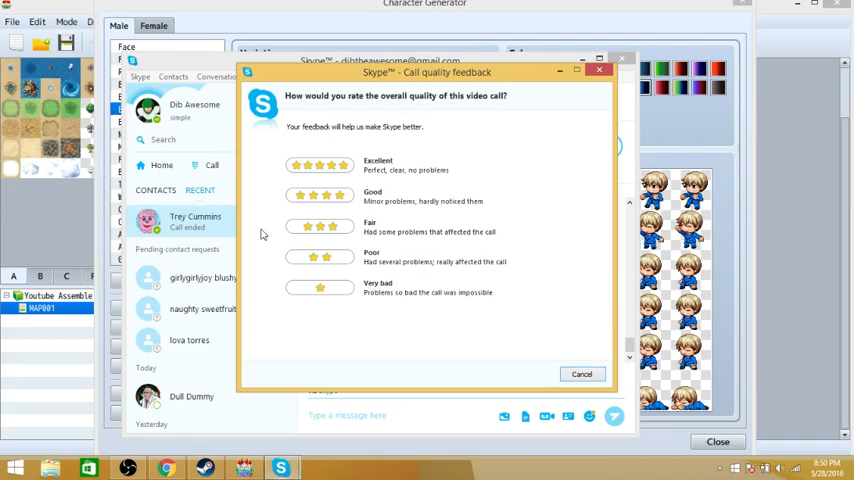 Character Generator
File Edit Mode D
Male Female
Face
Skype™ - dibtheawesome@gmail.com
Skype Contacts Conversatio
Skype™ - Call quality feedback
How would you rate the overall quality of this video call?
Your feedback will help us make Skype better.
Dib Awesome
simple
Search
Home Call
CONTACTS RECENT
Trey Cummins
Call ended
Pending contact requests
girlygirlyjoy blushy
naughty sweetfrui
lova torres
Today
Dull Dummy
Yesterday
Excellent
Perfect, clear, no problems
Good
Minor problems, hardly noticed them
Fair
Had some problems that affected the call
Poor
Had several problems; really affected the call
Very bad
Problems so bad the call was impossible
Cancel
Type a message here
A B C
Youtube Assemble
MAP001
Close
8:50 PM
5/28/2016